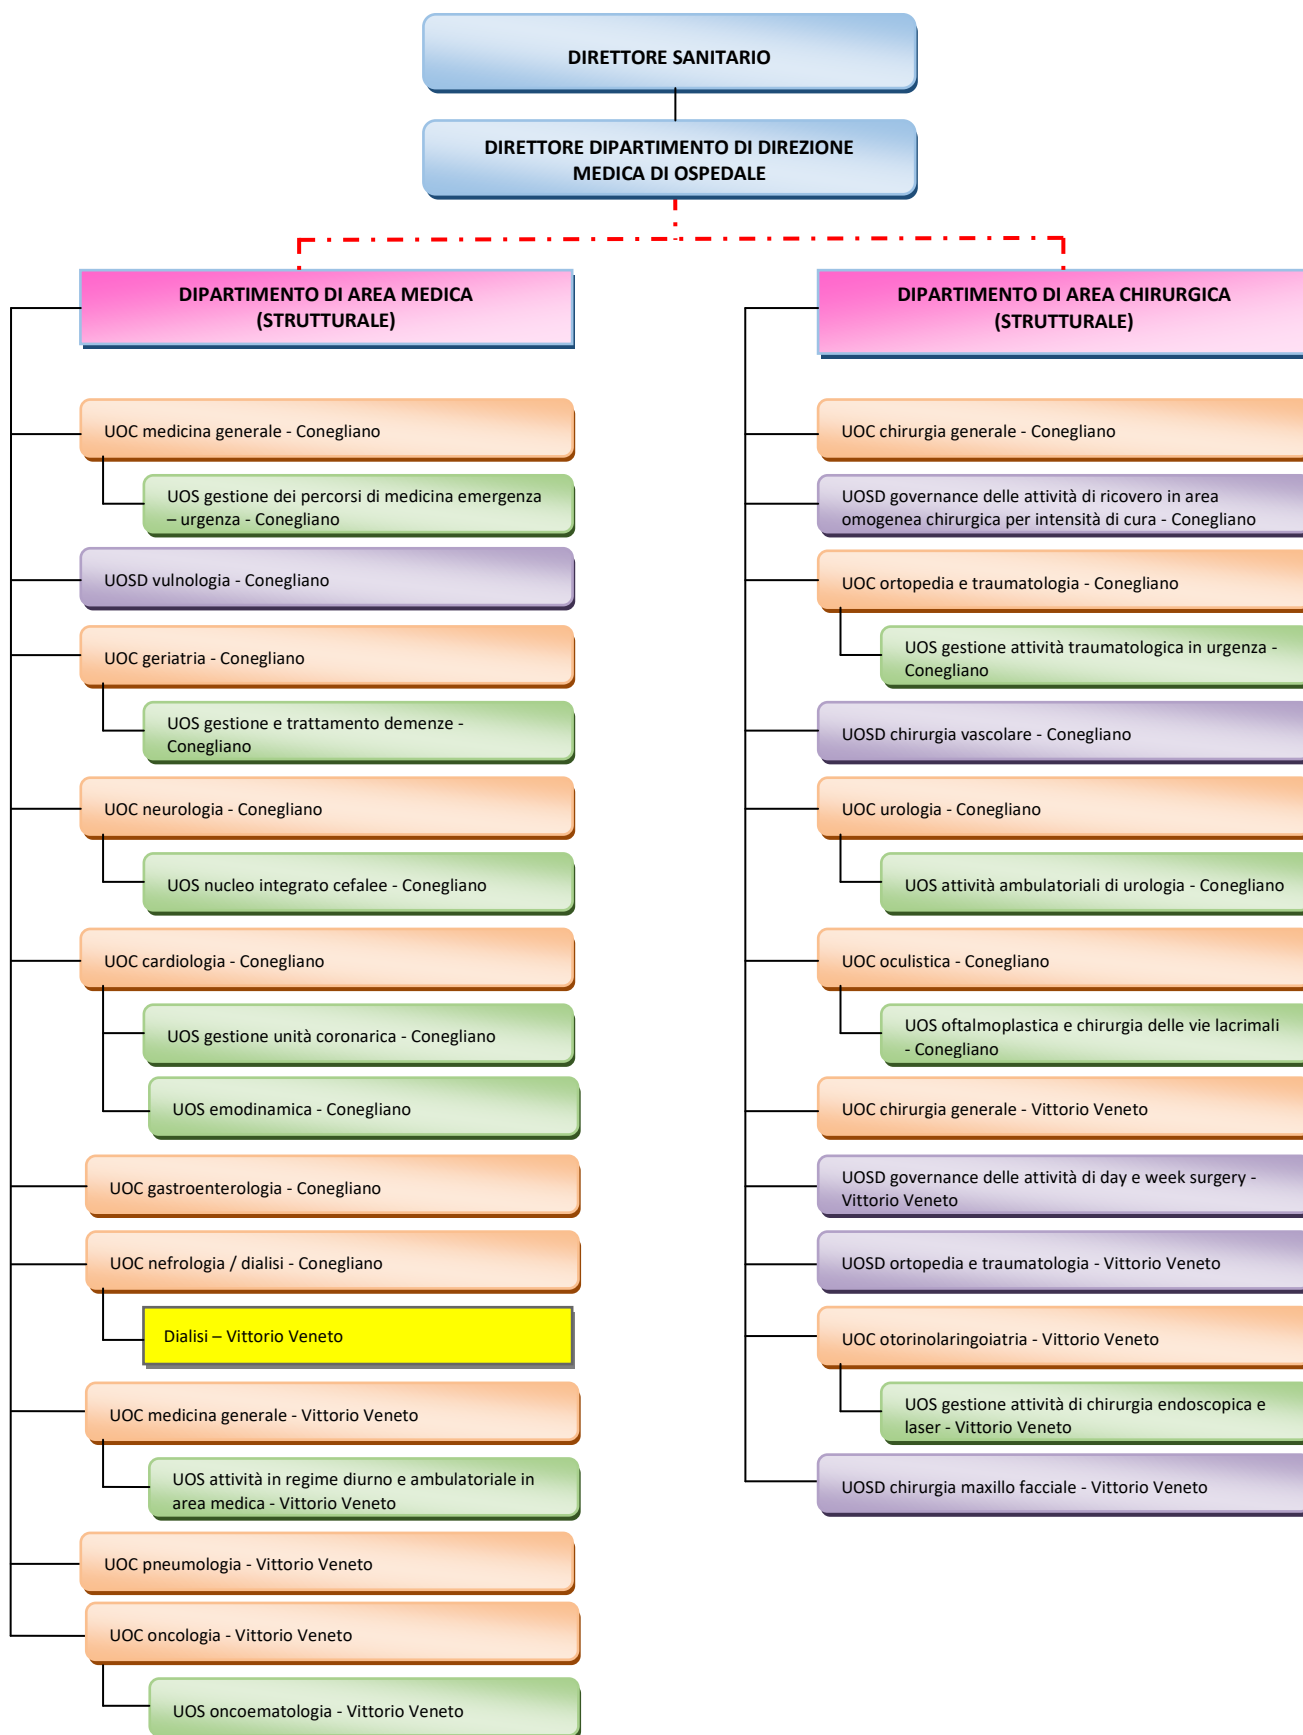 DIRETTORE SANITARIO
DIRETTORE DIPARTIMENTO DI DIREZIONE
MEDICA DI OSPEDALE
DIPARTIMENTO DI AREA MEDICA
(STRUTTURALE)
UOC medicina generale - Conegliano
UOS gestione dei percorsi di medicina emergenza
– urgenza - Conegliano
UOSD vulnologia - Conegliano
UOC geriatria - Conegliano
UOS gestione e trattamento demenze -
Conegliano
UOC neurologia - Conegliano
UOS nucleo integrato cefalee - Conegliano
UOC cardiologia - Conegliano
UOS gestione unità coronarica - Conegliano
UOS emodinamica - Conegliano
UOC gastroenterologia - Conegliano
UOC nefrologia / dialisi - Conegliano
Dialisi – Vittorio Veneto
UOC medicina generale - Vittorio Veneto
UOS attività in regime diurno e ambulatoriale in
area medica - Vittorio Veneto
UOC pneumologia - Vittorio Veneto
UOC oncologia - Vittorio Veneto
UOS oncoematologia - Vittorio Veneto
DIPARTIMENTO DI AREA CHIRURGICA
(STRUTTURALE)
UOC chirurgia generale - Conegliano
UOSD governance delle attività di ricovero in area
omogenea chirurgica per intensità di cura - Conegliano
UOC ortopedia e traumatologia - Conegliano
UOS gestione attività traumatologica in urgenza -
Conegliano
UOSD chirurgia vascolare - Conegliano
UOC urologia - Conegliano
UOS attività ambulatoriali di urologia - Conegliano
UOC oculistica - Conegliano
UOS oftalmoplastica e chirurgia delle vie lacrimali
- Conegliano
UOC chirurgia generale - Vittorio Veneto
UOSD governance delle attività di day e week surgery -
Vittorio Veneto
UOSD ortopedia e traumatologia - Vittorio Veneto
UOC otorinolaringoiatria - Vittorio Veneto
UOS gestione attività di chirurgia endoscopica e
laser - Vittorio Veneto
UOSD chirurgia maxillo facciale - Vittorio Veneto